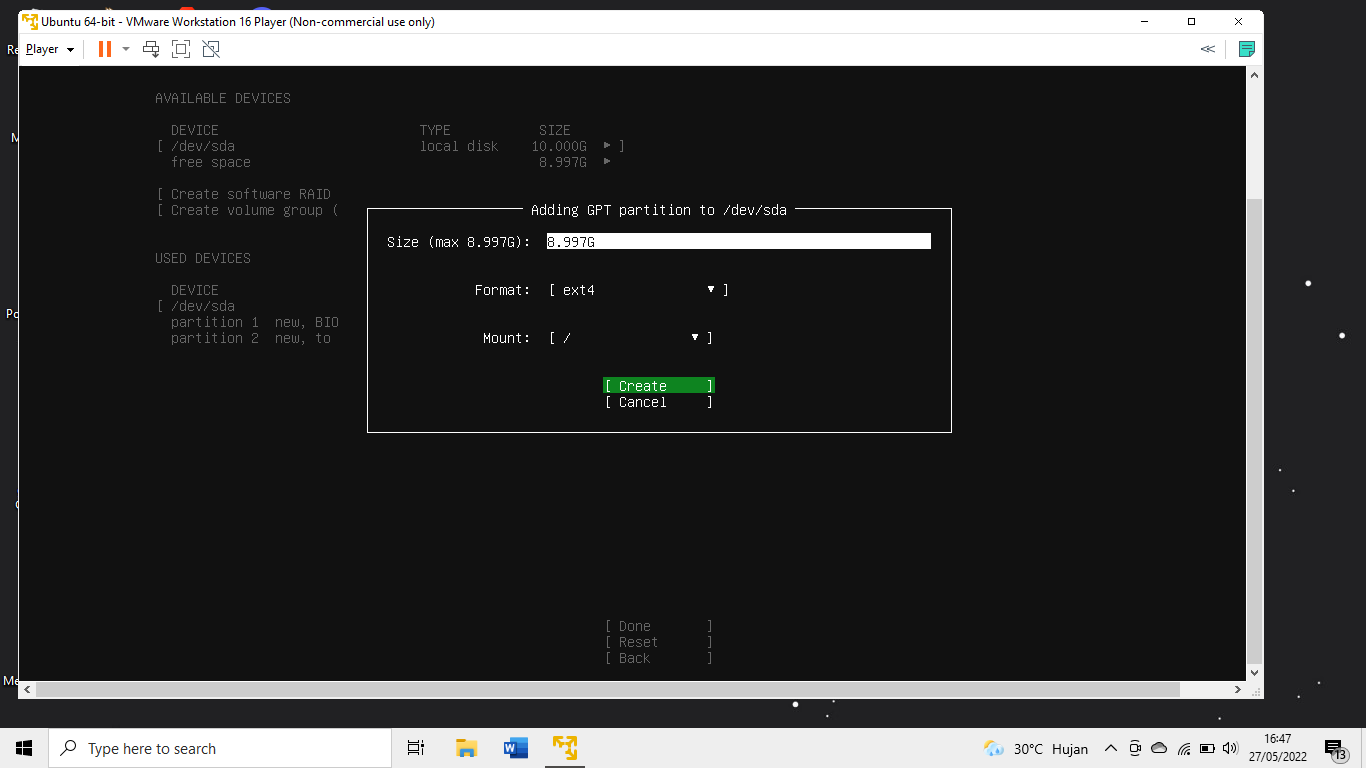 Ubuntu 64-bit - VMware Workstation 16 Player (Non-commercial use only)
Player
AVAILABLE DEVICES
DEVICE TYPE SIZE
[ /dev/sda local disk 10.000G ▸ ]
free space 8.997G ▸
[ Create software RAID
[ Create volume group (
Adding GPT partition to /dev/sda
Size (max 8.997G): 8.997G
Format: [ ext4 ▾ ]
Mount: [ / ▾ ]
[ Create ]
[ Cancel ]
USED DEVICES
DEVICE
[ /dev/sda
partition 1 new, BIO
partition 2 new, to
[ Done ]
[ Reset ]
[ Back ]
Type here to search
30°C Hujan
16:47
27/05/2022
13